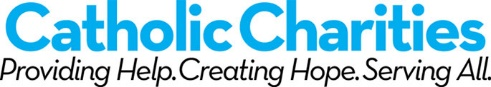 Catholic Charities
Providing Help. Creating Hope. Serving All.